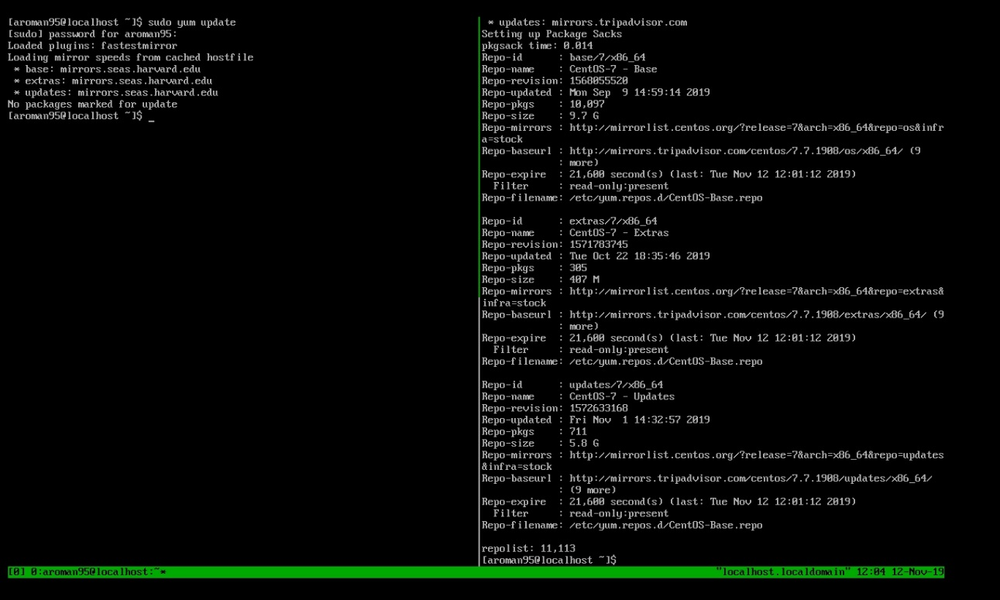 [aroman95@localhost ~]$ sudo yum update
[sudo] password for aroman95:
Loaded plugins: fastestmirror
Loading mirror speeds from cached hostfile
 * base: mirrors.seas.harvard.edu
 * extras: mirrors.seas.harvard.edu
 * updates: mirrors.seas.harvard.edu
No packages marked for update
[aroman95@localhost ~]$ _
 * updates: mirrors.tripadvisor.com
Setting up Package Sacks
pkgsack time: 0.014
Repo-id      : base/7/x86_64
Repo-name    : CentOS-7 - Base
Repo-revision: 1568055520
Repo-updated : Mon Sep  9 14:59:14 2019
Repo-pkgs    : 10,097
Repo-size    : 9.7 G
Repo-mirrors : http://mirrorlist.centos.org/?release=7&arch=x86_64&repo=os&infr
a=stock
Repo-baseurl : http://mirrors.tripadvisor.com/centos/7.7.1908/os/x86_64/ (9
             : more)
Repo-expire  : 21,600 second(s) (last: Tue Nov 12 12:01:12 2019)
  Filter     : read-only:present
Repo-filename: /etc/yum.repos.d/CentOS-Base.repo

Repo-id      : extras/7/x86_64
Repo-name    : CentOS-7 - Extras
Repo-revision: 1571783745
Repo-updated : Tue Oct 22 18:35:46 2019
Repo-pkgs    : 305
Repo-size    : 407 M
Repo-mirrors : http://mirrorlist.centos.org/?release=7&arch=x86_64&repo=extras&
infra=stock
Repo-baseurl : http://mirrors.tripadvisor.com/centos/7.7.1908/extras/x86_64/ (9
             : more)
Repo-expire  : 21,600 second(s) (last: Tue Nov 12 12:01:12 2019)
  Filter     : read-only:present
Repo-filename: /etc/yum.repos.d/CentOS-Base.repo

Repo-id      : updates/7/x86_64
Repo-name    : CentOS-7 - Updates
Repo-revision: 1572633168
Repo-updated : Fri Nov  1 14:32:57 2019
Repo-pkgs    : 711
Repo-size    : 5.8 G
Repo-mirrors : http://mirrorlist.centos.org/?release=7&arch=x86_64&repo=updates
&infra=stock
Repo-baseurl : http://mirrors.tripadvisor.com/centos/7.7.1908/updates/x86_64/
             : (9 more)
Repo-expire  : 21,600 second(s) (last: Tue Nov 12 12:01:12 2019)
  Filter     : read-only:present
Repo-filename: /etc/yum.repos.d/CentOS-Base.repo

repolist: 11,113
[aroman95@localhost ~]$
[0] 0:aroman95@localhost:~* "localhost.localdomain" 12:04 12-Nov-19